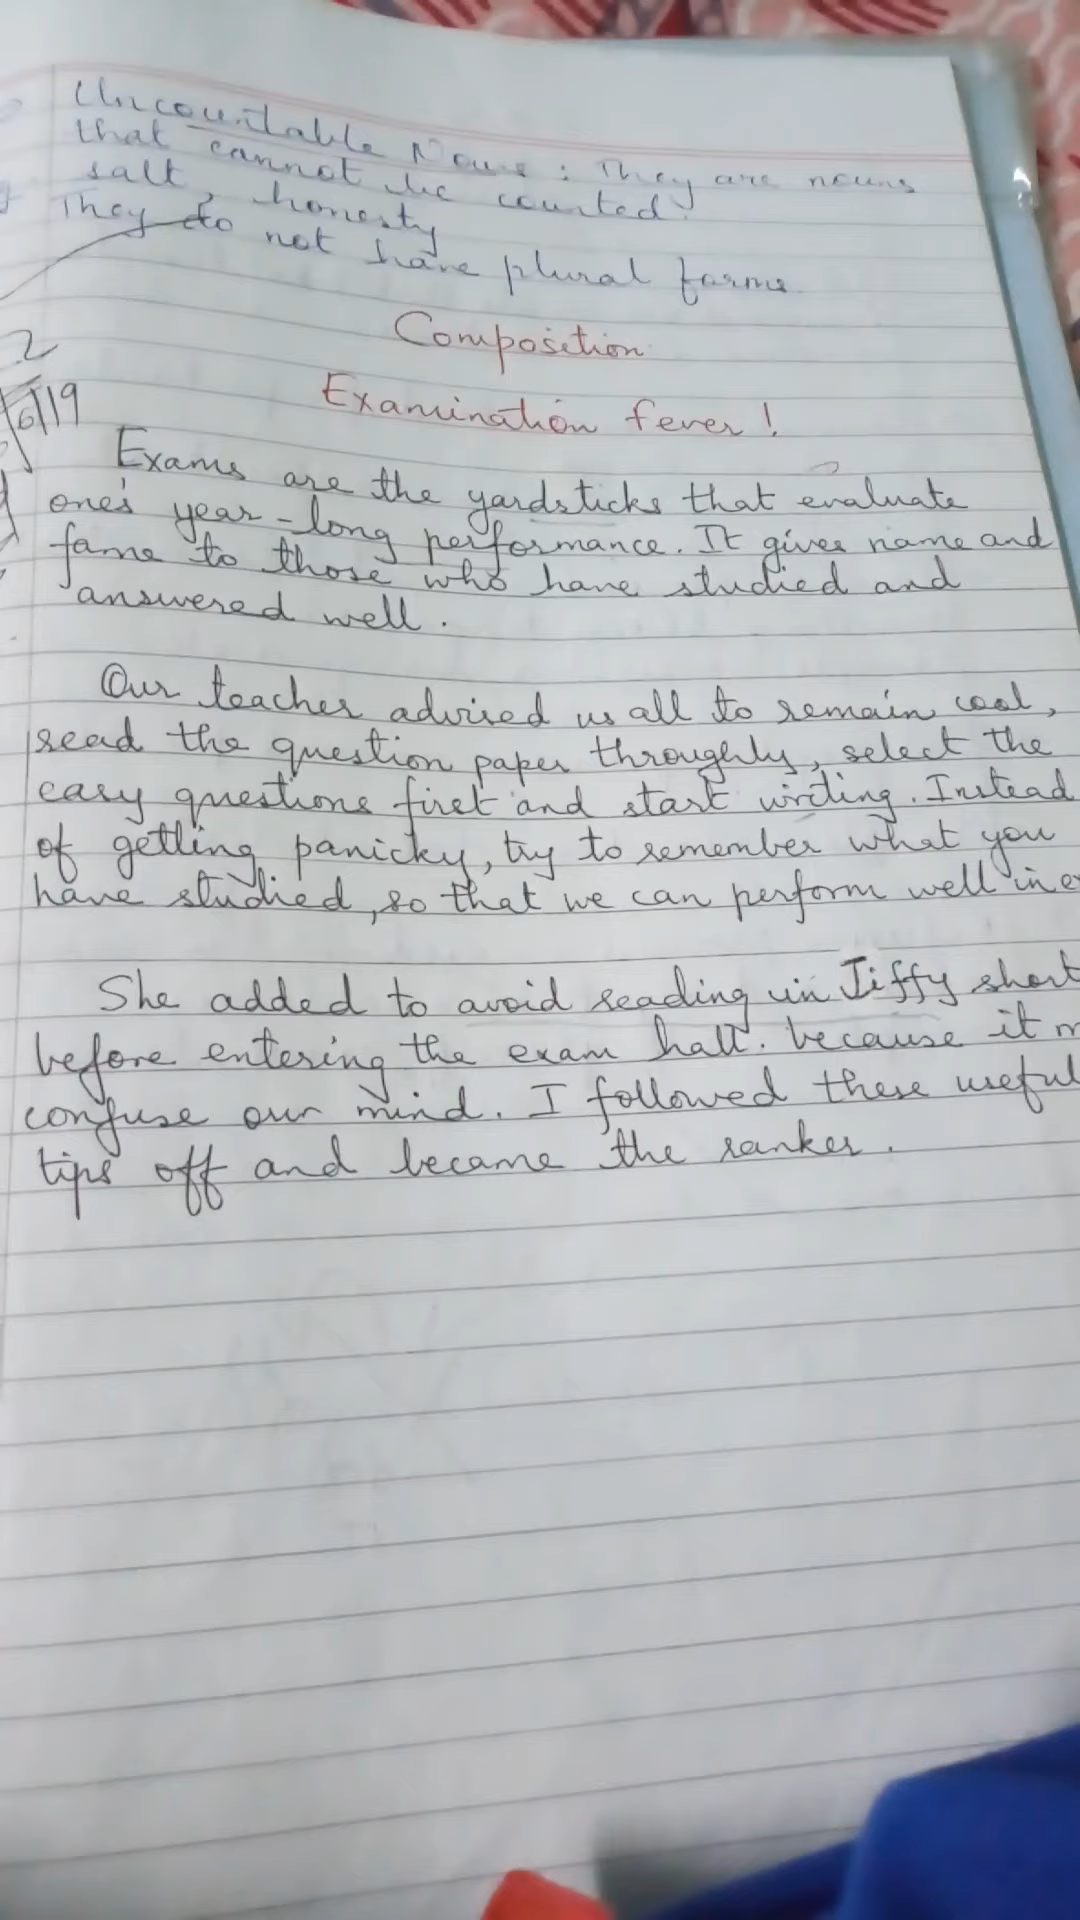 Uncountable Nouns : They are nouns
that cannot be counted.
salt, honesty
They do not have plural forms
Composition
2
6/19
Examination fever !
Exams are the yardsticks that evaluate
one's year-long performance. It gives name and
fame to those who have studied and
answered well.
Our teacher advised us all to remain cool,
read the question paper throughly, select the
easy questions first and start writing. Instead
of getting panicky, try to remember what you
have studied, so that we can perform well in
She added to avoid reading in Jiffy short
before entering the exam hall. because it
confuse our mind. I followed these useful
tips off and became the ranker.